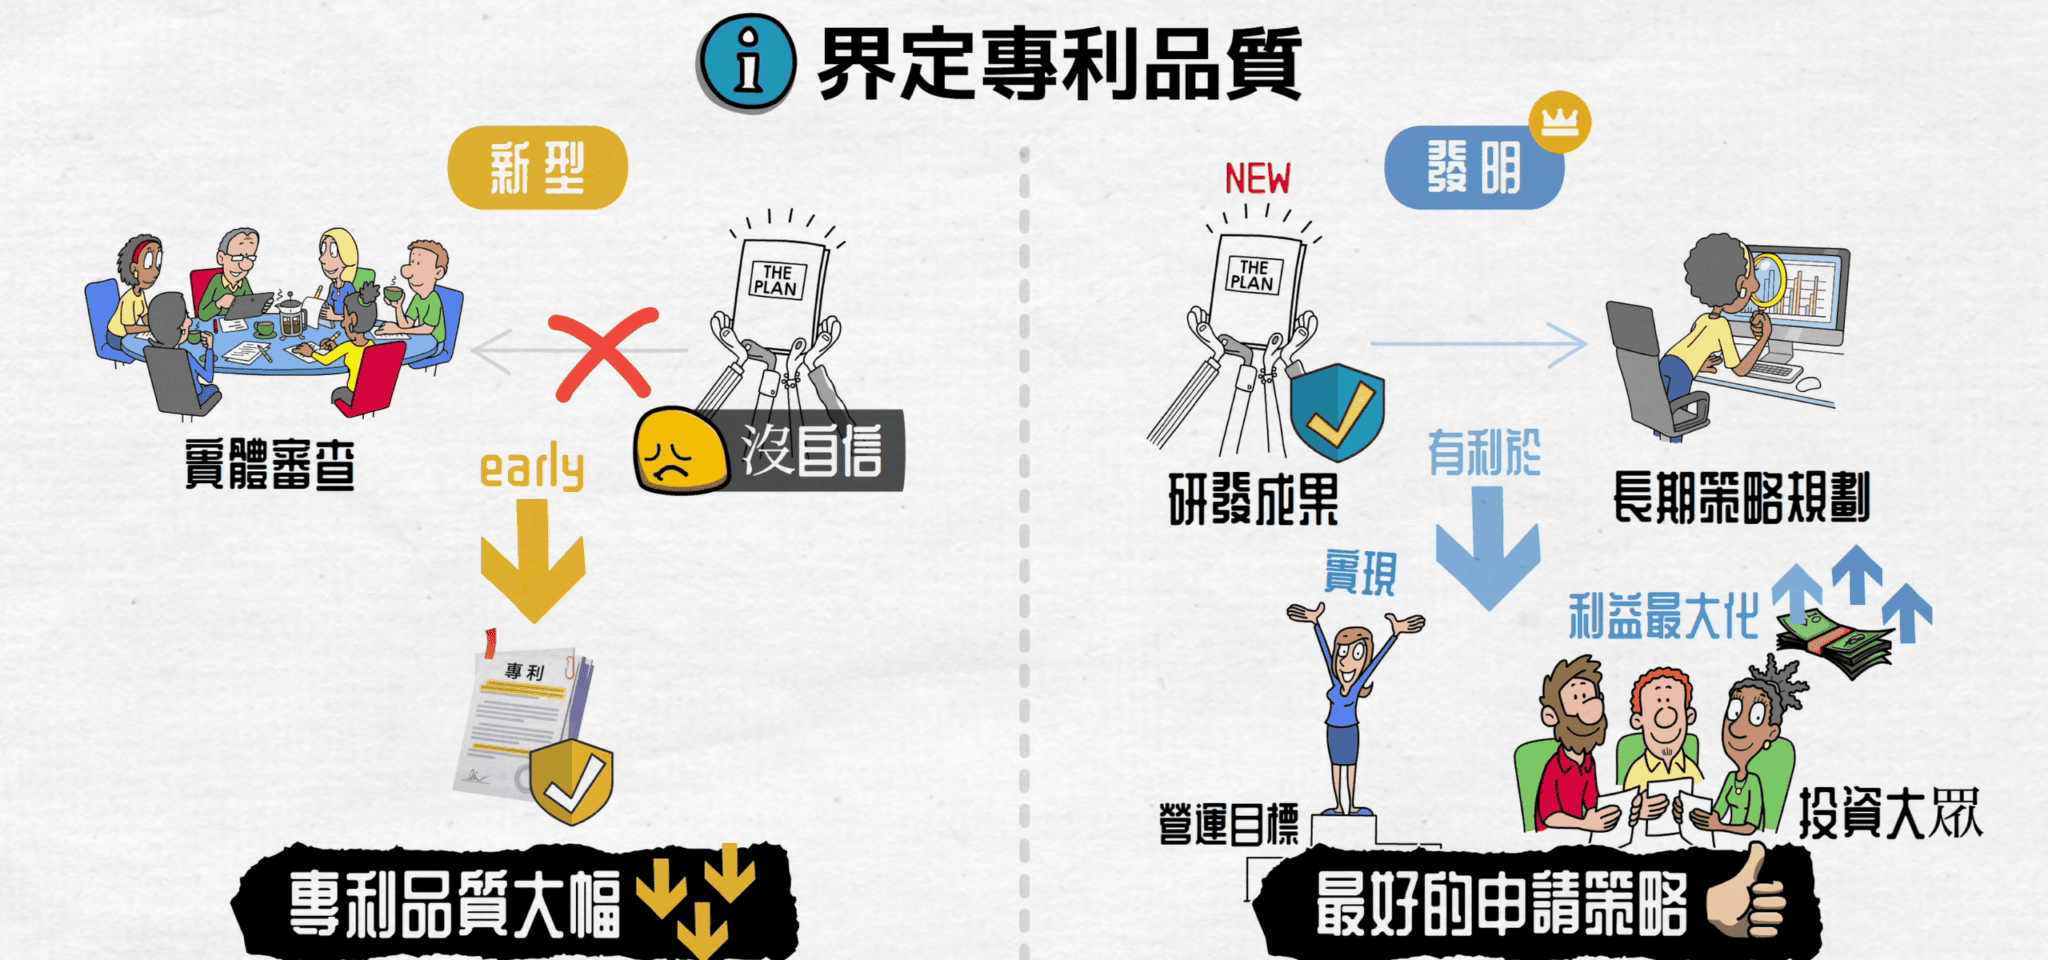 界定專利品質
新型
THE
PLAN
沒自信
實體審查
early
專利
專利品質大幅
發明
NEW
THE
PLAN
研發成果
有利於
長期策略規劃
實現
利益最大化
營運目標
投資大眾
最好的申請策略